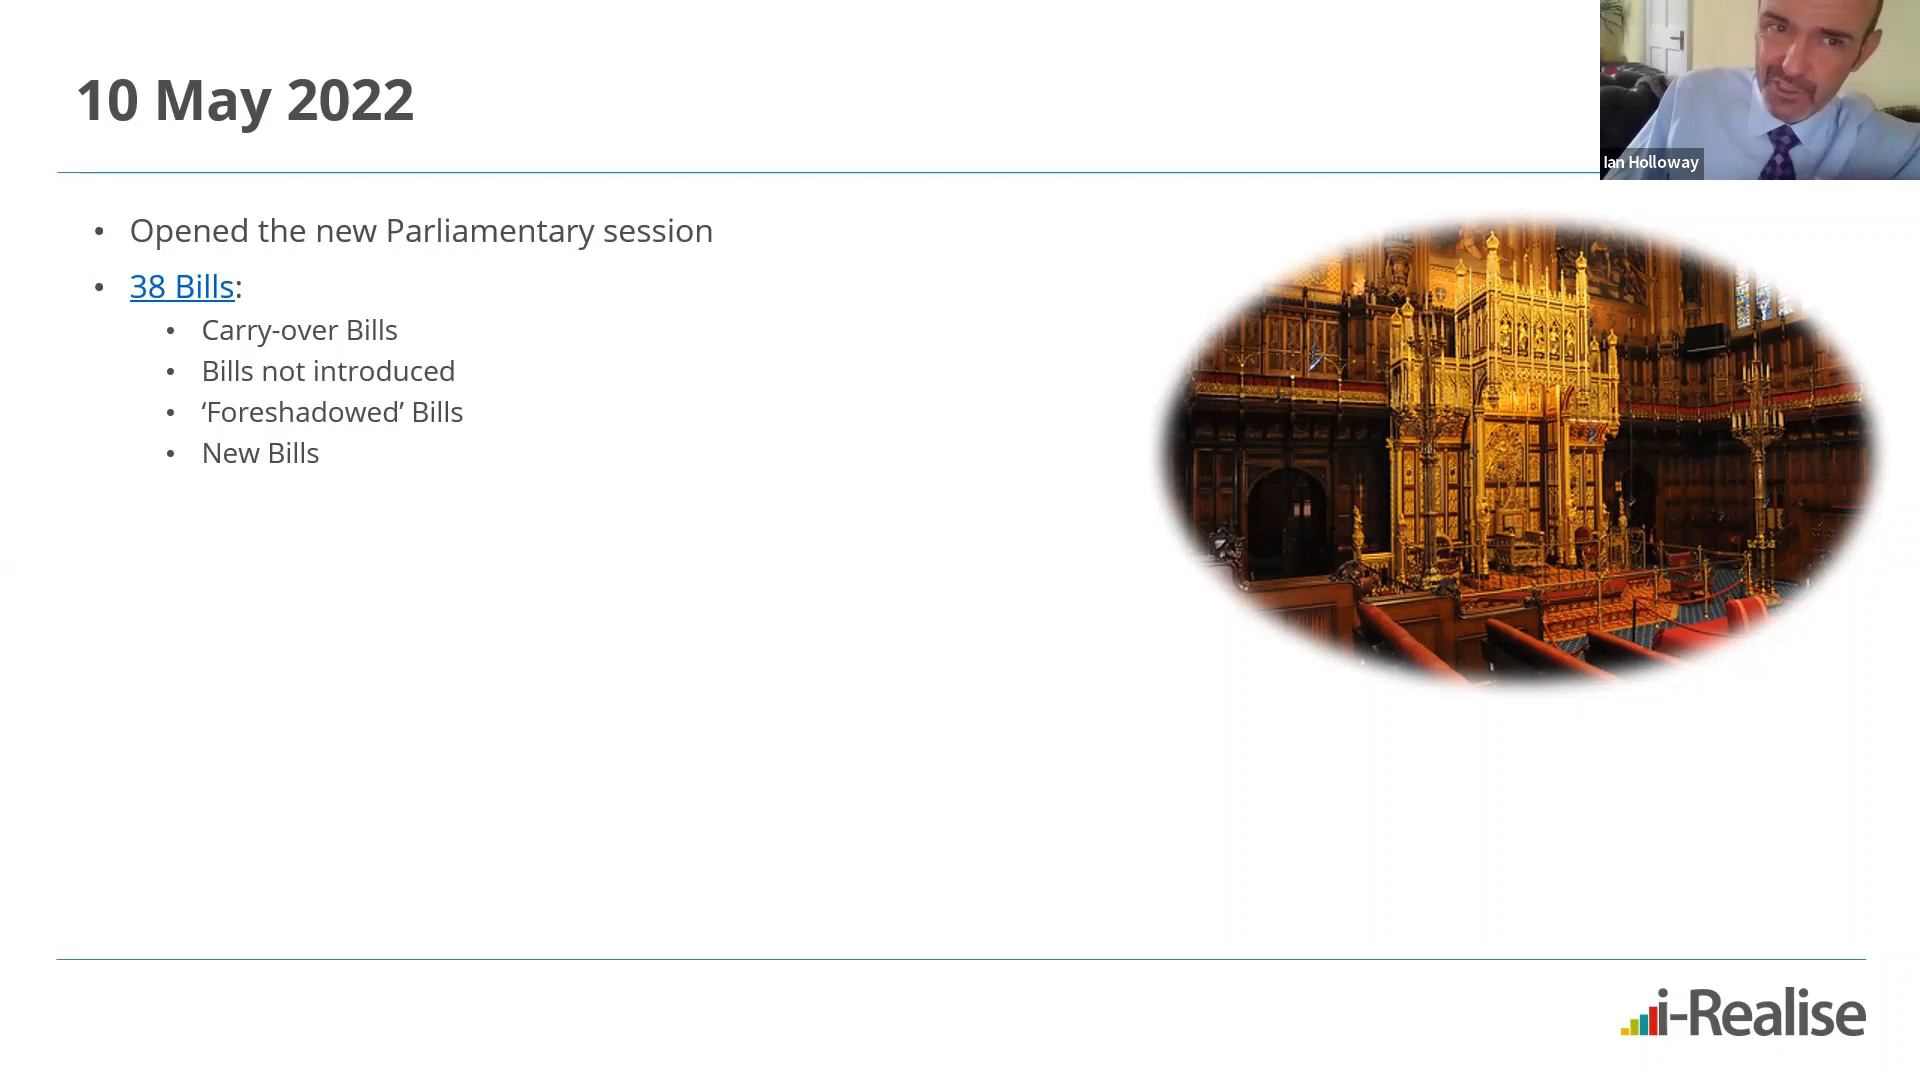 10 May 2022
Ian Holloway
• Opened the new Parliamentary session
• 38 Bills:
• Carry-over Bills
• Bills not introduced
• ‘Foreshadowed’ Bills
• New Bills
i-Realise